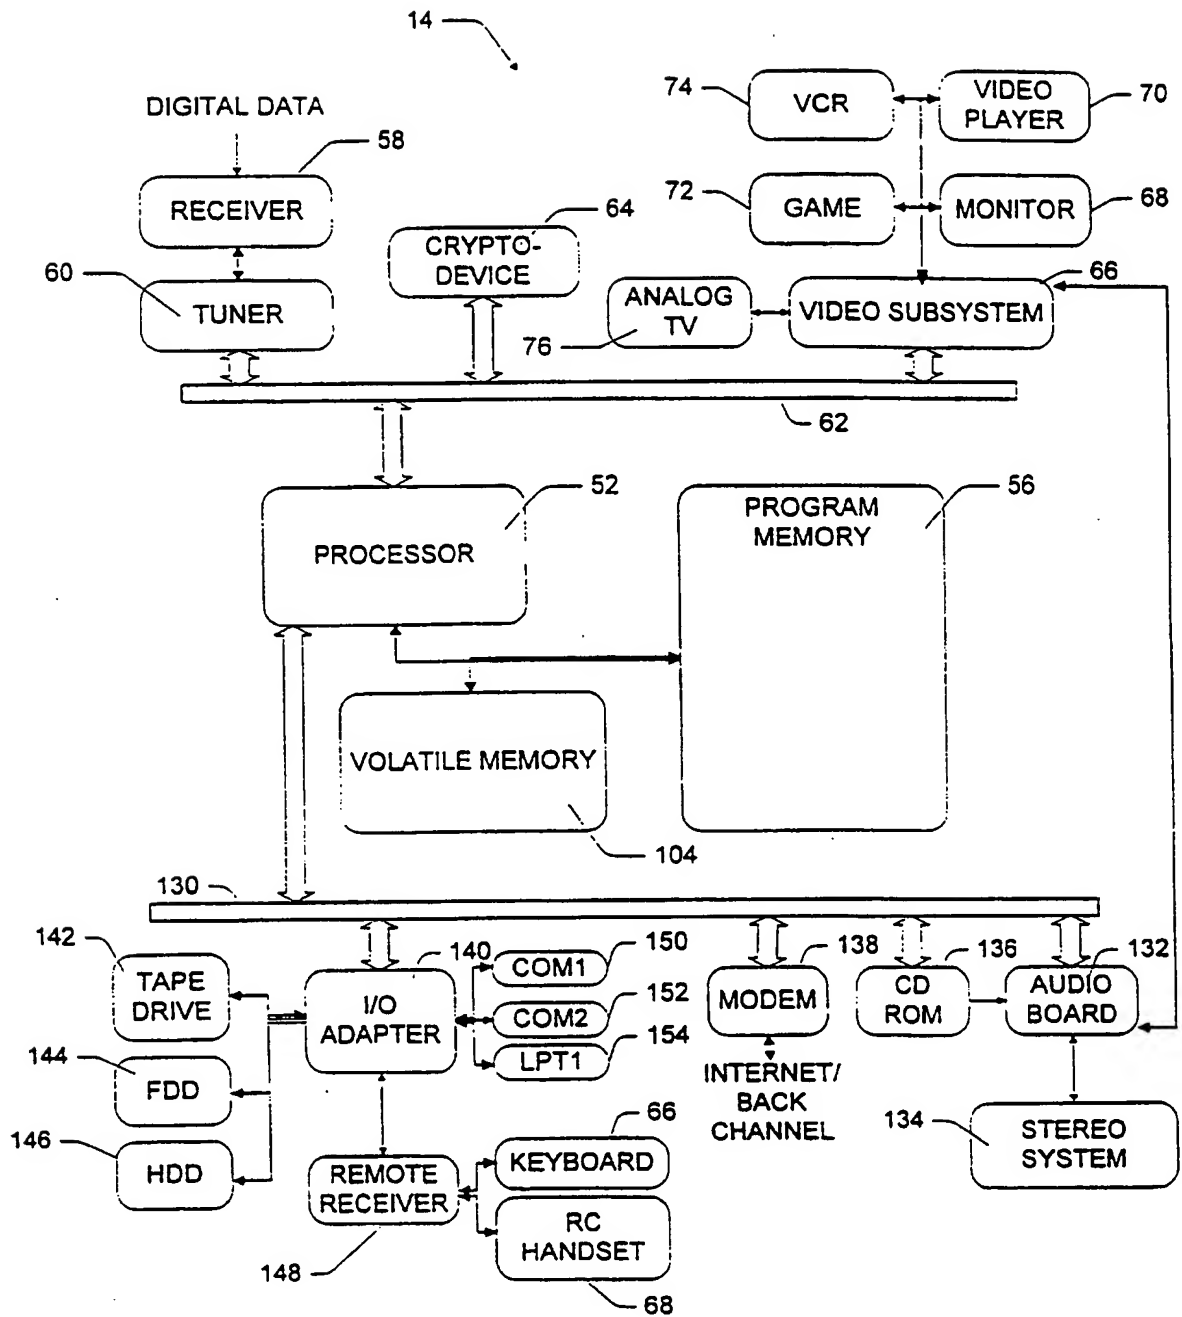 14
DIGITAL DATA
58
RECEIVER
60
TUNER
64
CRYPTO-
DEVICE
74
VCR
VIDEO
PLAYER
70
72
GAME
MONITOR
68
66
ANALOG
TV
76
VIDEO SUBSYSTEM
62
52
PROCESSOR
56
PROGRAM
MEMORY
VOLATILE MEMORY
104
130
142
TAPE
DRIVE
140
I/O
ADAPTER
150
COM1
152
COM2
154
LPT1
138
MODEM
136
CD
ROM
132
AUDIO
BOARD
144
FDD
146
HDD
INTERNET/
BACK
CHANNEL
134
STEREO
SYSTEM
66
KEYBOARD
REMOTE
RECEIVER
148
RC
HANDSET
68